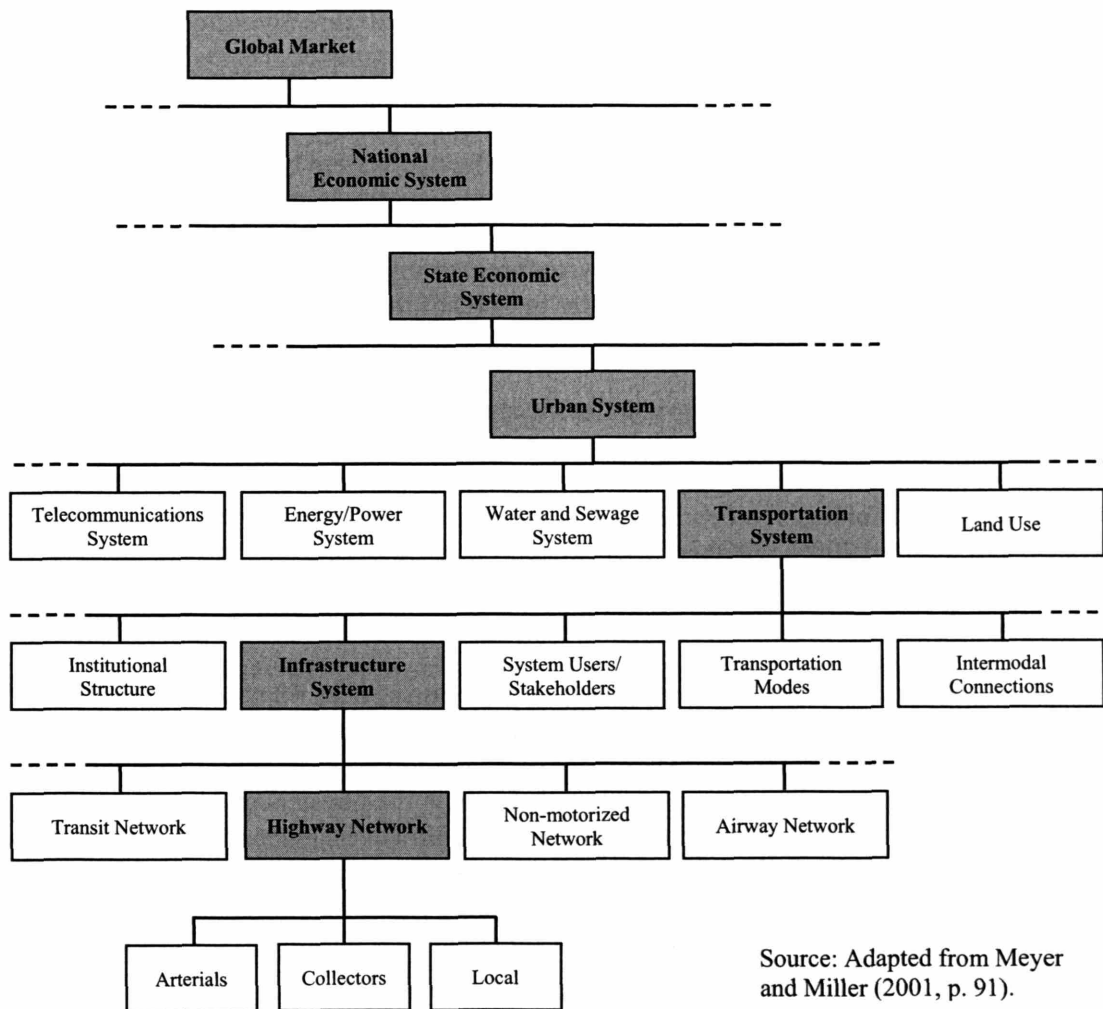 Global Market
National
Economic System
State Economic
System
Urban System
Telecommunications
System
Energy/Power
System
Water and Sewage
System
Transportation
System
Land Use
Institutional
Structure
Infrastructure
System
System Users/
Stakeholders
Transportation
Modes
Intermodal
Connections
Transit Network
Highway Network
Non-motorized
Network
Airway Network
Arterials
Collectors
Local
Source: Adapted from Meyer
and Miller (2001, p. 91).